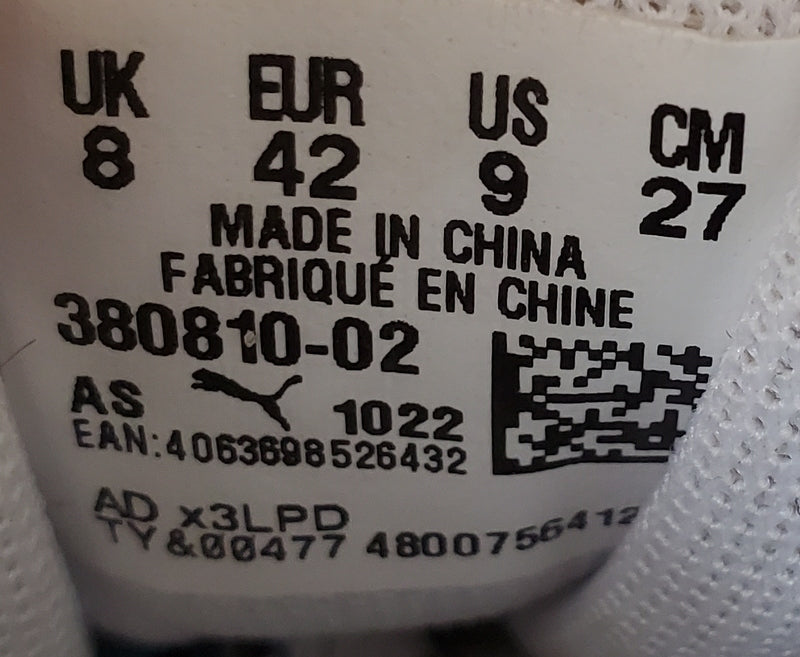 UK EUR US CM
8 42 9 27
MADE IN CHINA
FABRIQUÉ EN CHINE
380810-02
AS 1022
EAN:4063698526432
AD x3LPD
TY &00477 4800756412